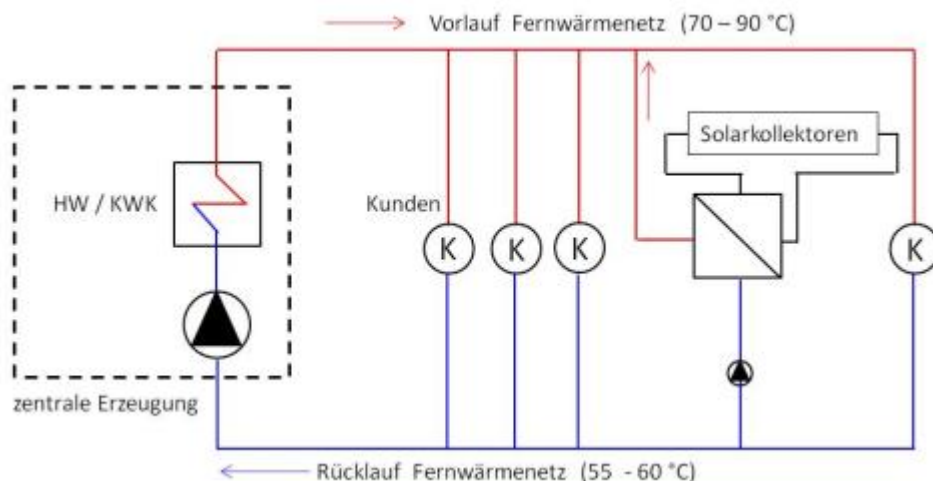 Vorlauf Fernwärmenetz (70 – 90 °C)
Solarkollektoren
HW / KWK
Kunden
K K K K
zentrale Erzeugung
Rücklauf Fernwärmenetz (55 - 60 °C)